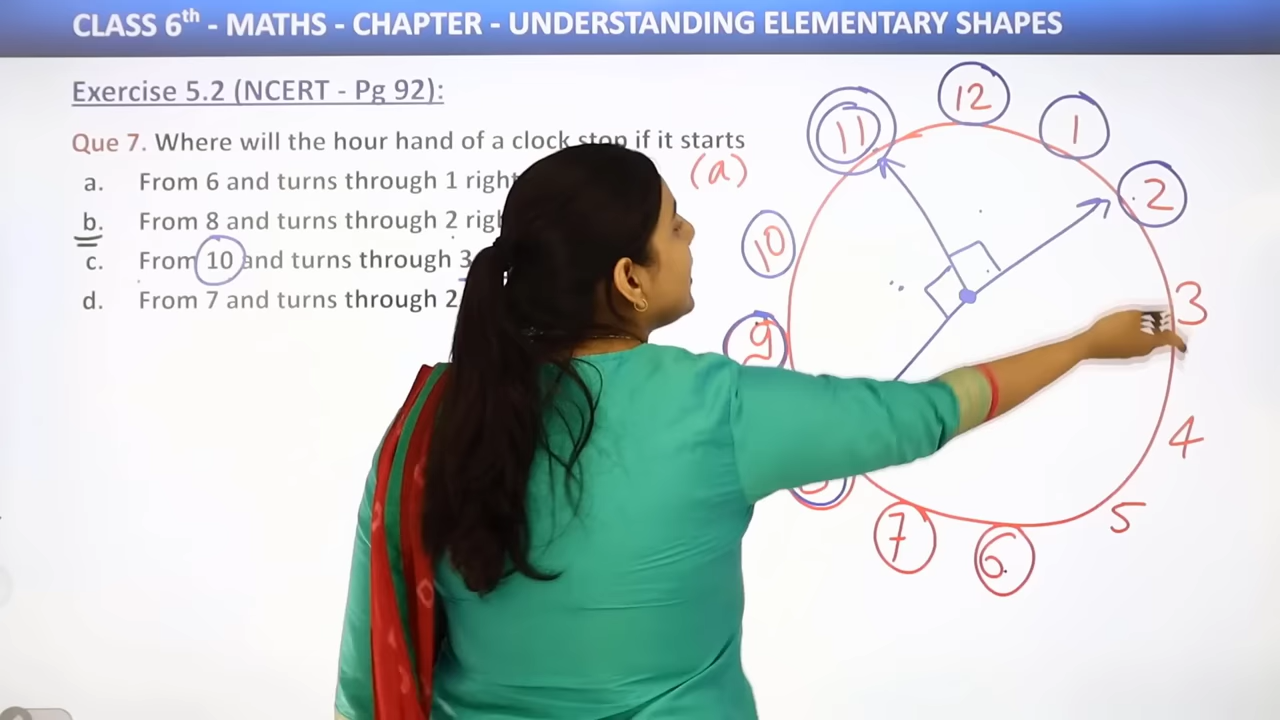 CLASS 6th - MATHS - CHAPTER - UNDERSTANDING ELEMENTARY SHAPES
Exercise 5.2 (NCERT - Pg 92):
Que 7. Where will the hour hand of a clock stop if it starts
a. From 6 and turns through 1
b. From 8 and turns through 2
c. From 10 and turns through 3
d. From 7 and turns through 2
(a)
12
11
1
2
10
3
9
4
5
7
6